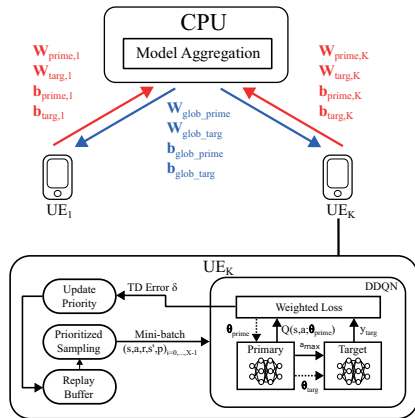 CPU
Model Aggregation
W_prime,1
W_targ,1
b_prime,1
b_targ,1
W_glob_prime
W_glob_targ
b_glob_prime
b_glob_targ
W_prime,K
W_targ,K
b_prime,K
b_targ,K
UE_1
UE_K
UE_K
DDQN
Update
Priority
TD Error δ
Weighted Loss
Prioritized
Sampling
Mini-batch
(s,a,r,s',p)_i=0,...,X-1
Replay
Buffer
θ_prime
Q(s,a;θ_prime)
y_targ
Primary
a_max
Target
θ_targ